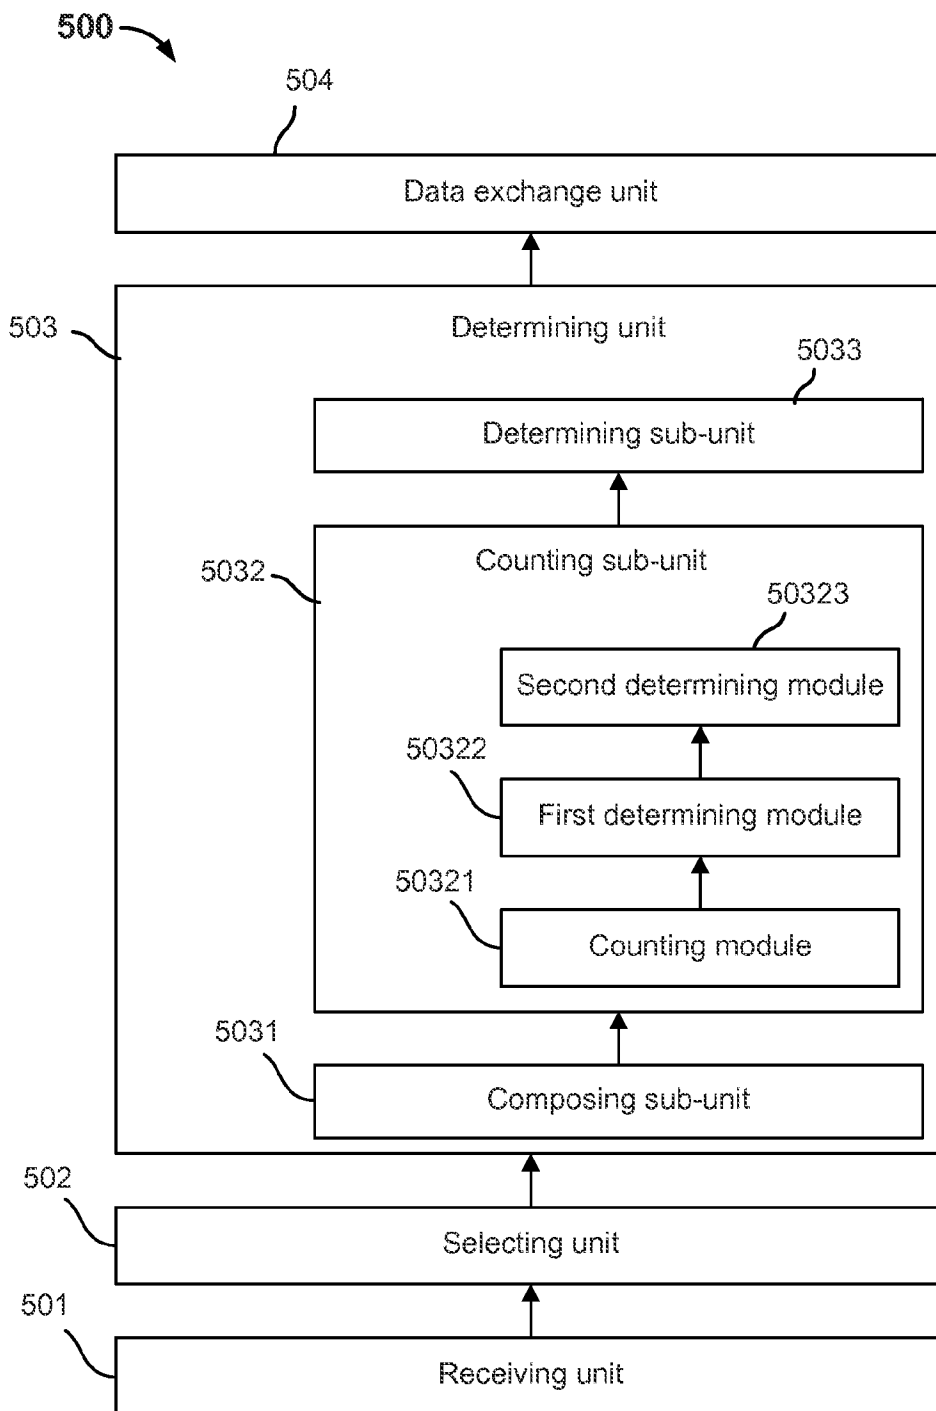 500
504
Data exchange unit
503
Determining unit
5033
Determining sub-unit
5032
Counting sub-unit
50323
Second determining module
50322
First determining module
50321
Counting module
5031
Composing sub-unit
502
Selecting unit
501
Receiving unit